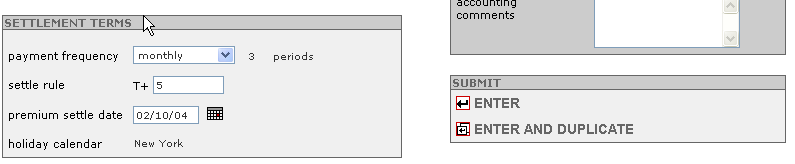 SETTLEMENT TERMS
payment frequency monthly 3 periods
settle rule T+ 5
premium settle date 02/10/04
holiday calendar New York
accounting
comments
SUBMIT
ENTER
ENTER AND DUPLICATE